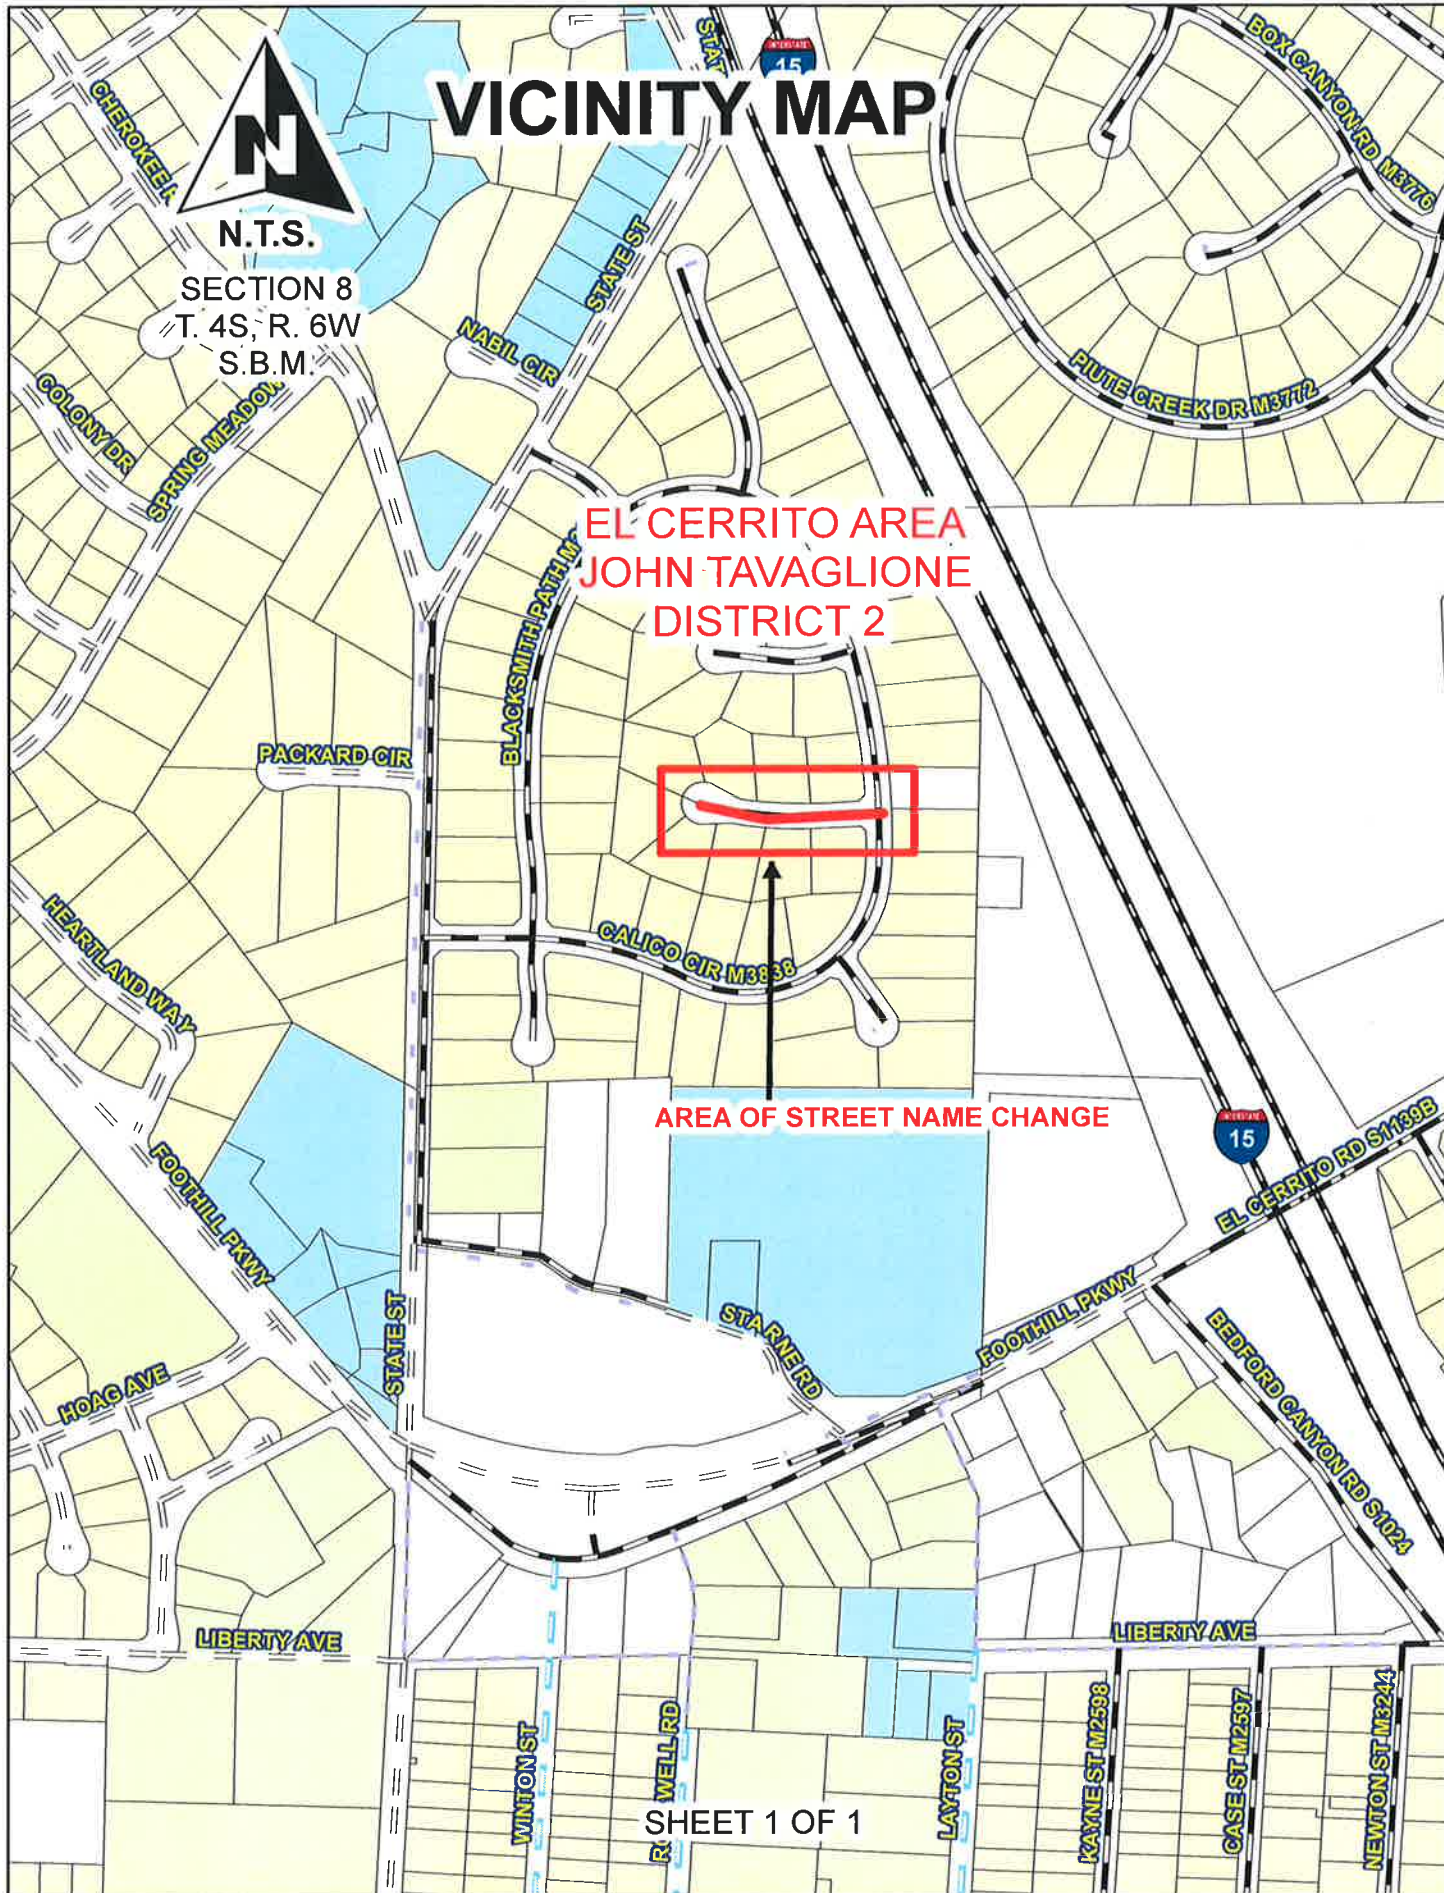 VICINITY MAP
N
N.T.S.
SECTION 8
T. 4S, R. 6W
S.B.M.
INTERSTATE
15
BOX CANYON RD M3776
STATE ST
NABIL CIR
COLONY DR
SPRING MEADOW
PIUTE CREEK DR M3772
EL CERRITO AREA
JOHN TAVAGLIONE
DISTRICT 2
BLACKSMITH PATH
PACKARD CIR
HEARTLAND WAY
CALICO CIR M3838
AREA OF STREET NAME CHANGE
INTERSTATE
15
EL CERRITO RD S1139B
FOOTHILL PKWY
STATE ST
STARNE RD
FOOTHILL PKWY
BEDFORD CANYON RD S1024
HOAG AVE
LIBERTY AVE
LIBERTY AVE
WINTON ST
WELL RD
LAYTON ST
KAYNE ST M2598
CASE ST M2597
NEWTON ST M3244
SHEET 1 OF 1